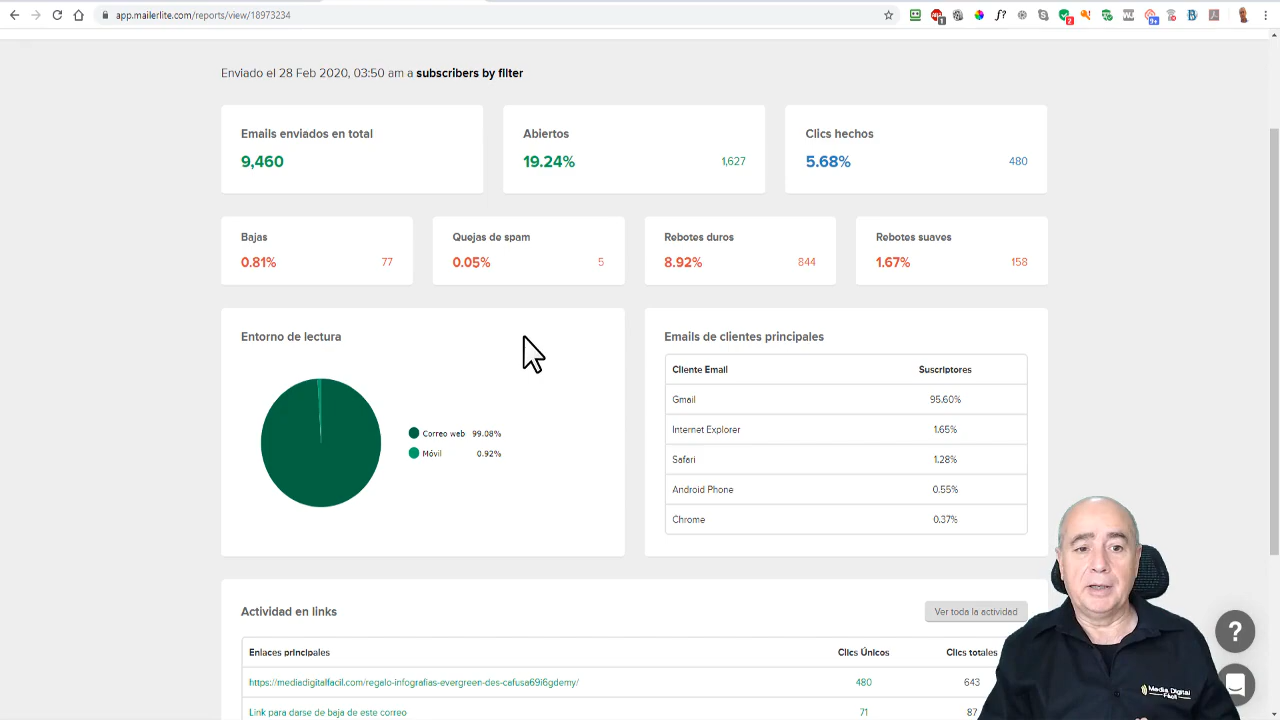 app.mailerlite.com/reports/view/18973234
Enviado el 28 Feb 2020, 03:50 am a subscribers by filter
Emails enviados en total
9,460
Abiertos
19.24% 1,627
Clics hechos
5.68% 480
Bajas
0.81% 77
Quejas de spam
0.05% 5
Rebotes duros
8.92% 844
Rebotes suaves
1.67% 158
Entorno de lectura
Correo web 99.08%
Móvil 0.92%
Emails de clientes principales
Cliente Email Suscriptores
Gmail 95.60%
Internet Explorer 1.65%
Safari 1.28%
Android Phone 0.55%
Chrome 0.37%
Actividad en links
Ver toda la actividad
Enlaces principales Clics Únicos Clics totales
https://mediadigitalfacil.com/regalo-infografias-evergreen-des-cafusa69i6gdemy/ 480 643
Link para darse de baja de este correo 71 87
?
Media Digital
Fácil